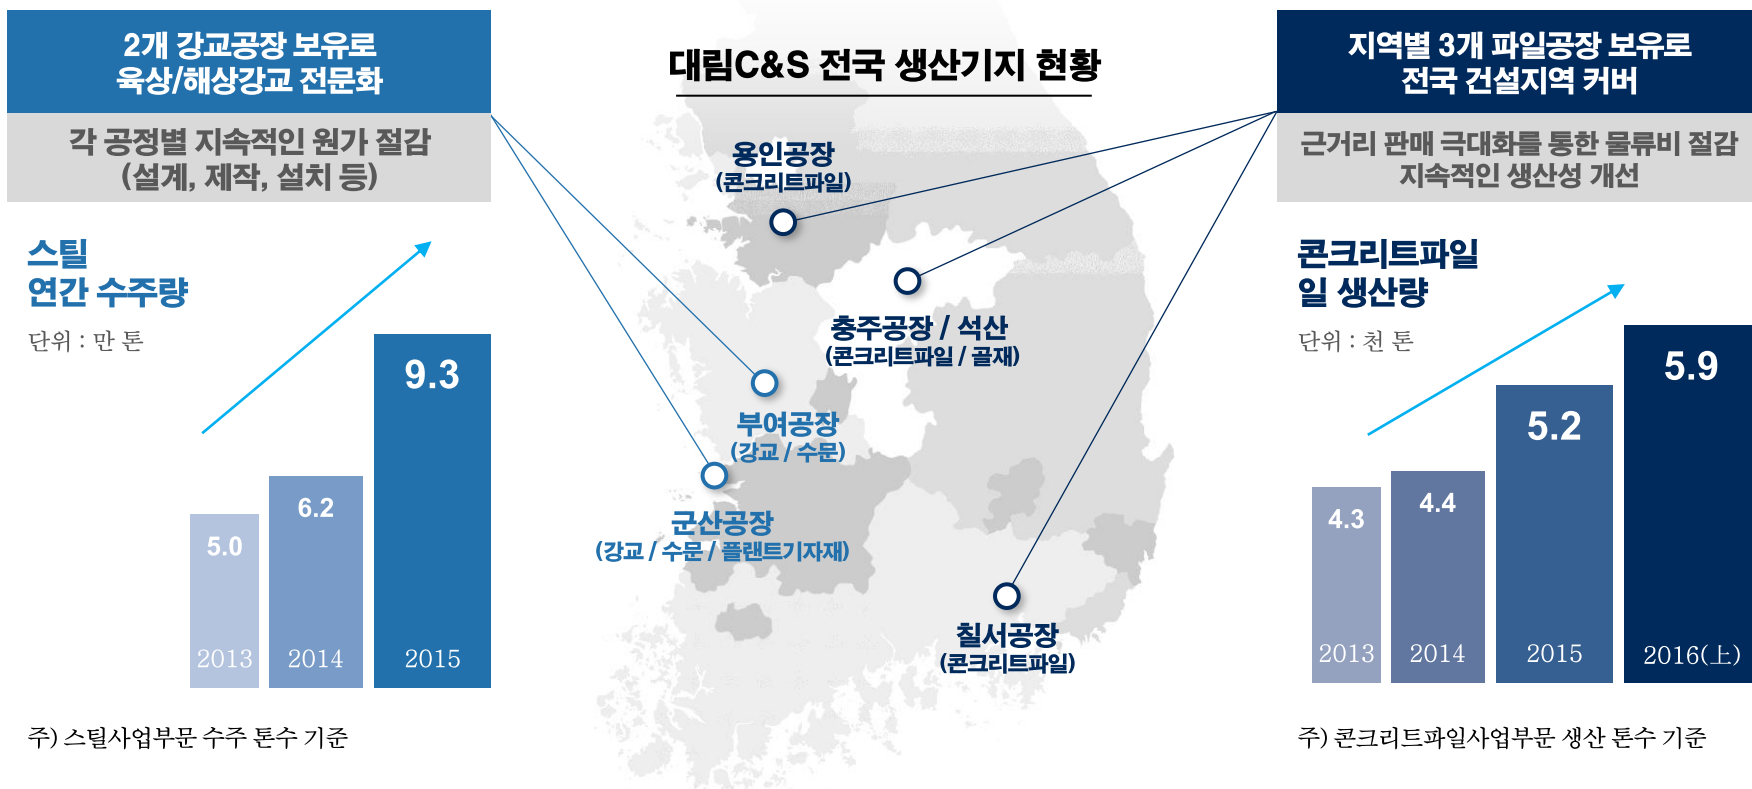 2개 강교공장 보유로
육상/해상강교 전문화
각 공정별 지속적인 원가 절감
(설계, 제작, 설치 등)
스틸
연간 수주량
단위 : 만 톤
5.0
6.2
9.3
2013
2014
2015
주) 스틸사업부문 수주 톤수 기준
대림C&S 전국 생산기지 현황
용인공장
(콘크리트파일)
충주공장 / 석산
(콘크리트파일 / 골재)
부여공장
(강교 / 수문)
군산공장
(강교 / 수문 / 플랜트기자재)
칠서공장
(콘크리트파일)
지역별 3개 파일공장 보유로
전국 건설지역 커버
근거리 판매 극대화를 통한 물류비 절감
지속적인 생산성 개선
콘크리트파일
일 생산량
단위 : 천 톤
4.3
4.4
5.2
5.9
2013
2014
2015
2016(上)
주) 콘크리트파일사업부문 생산 톤수 기준